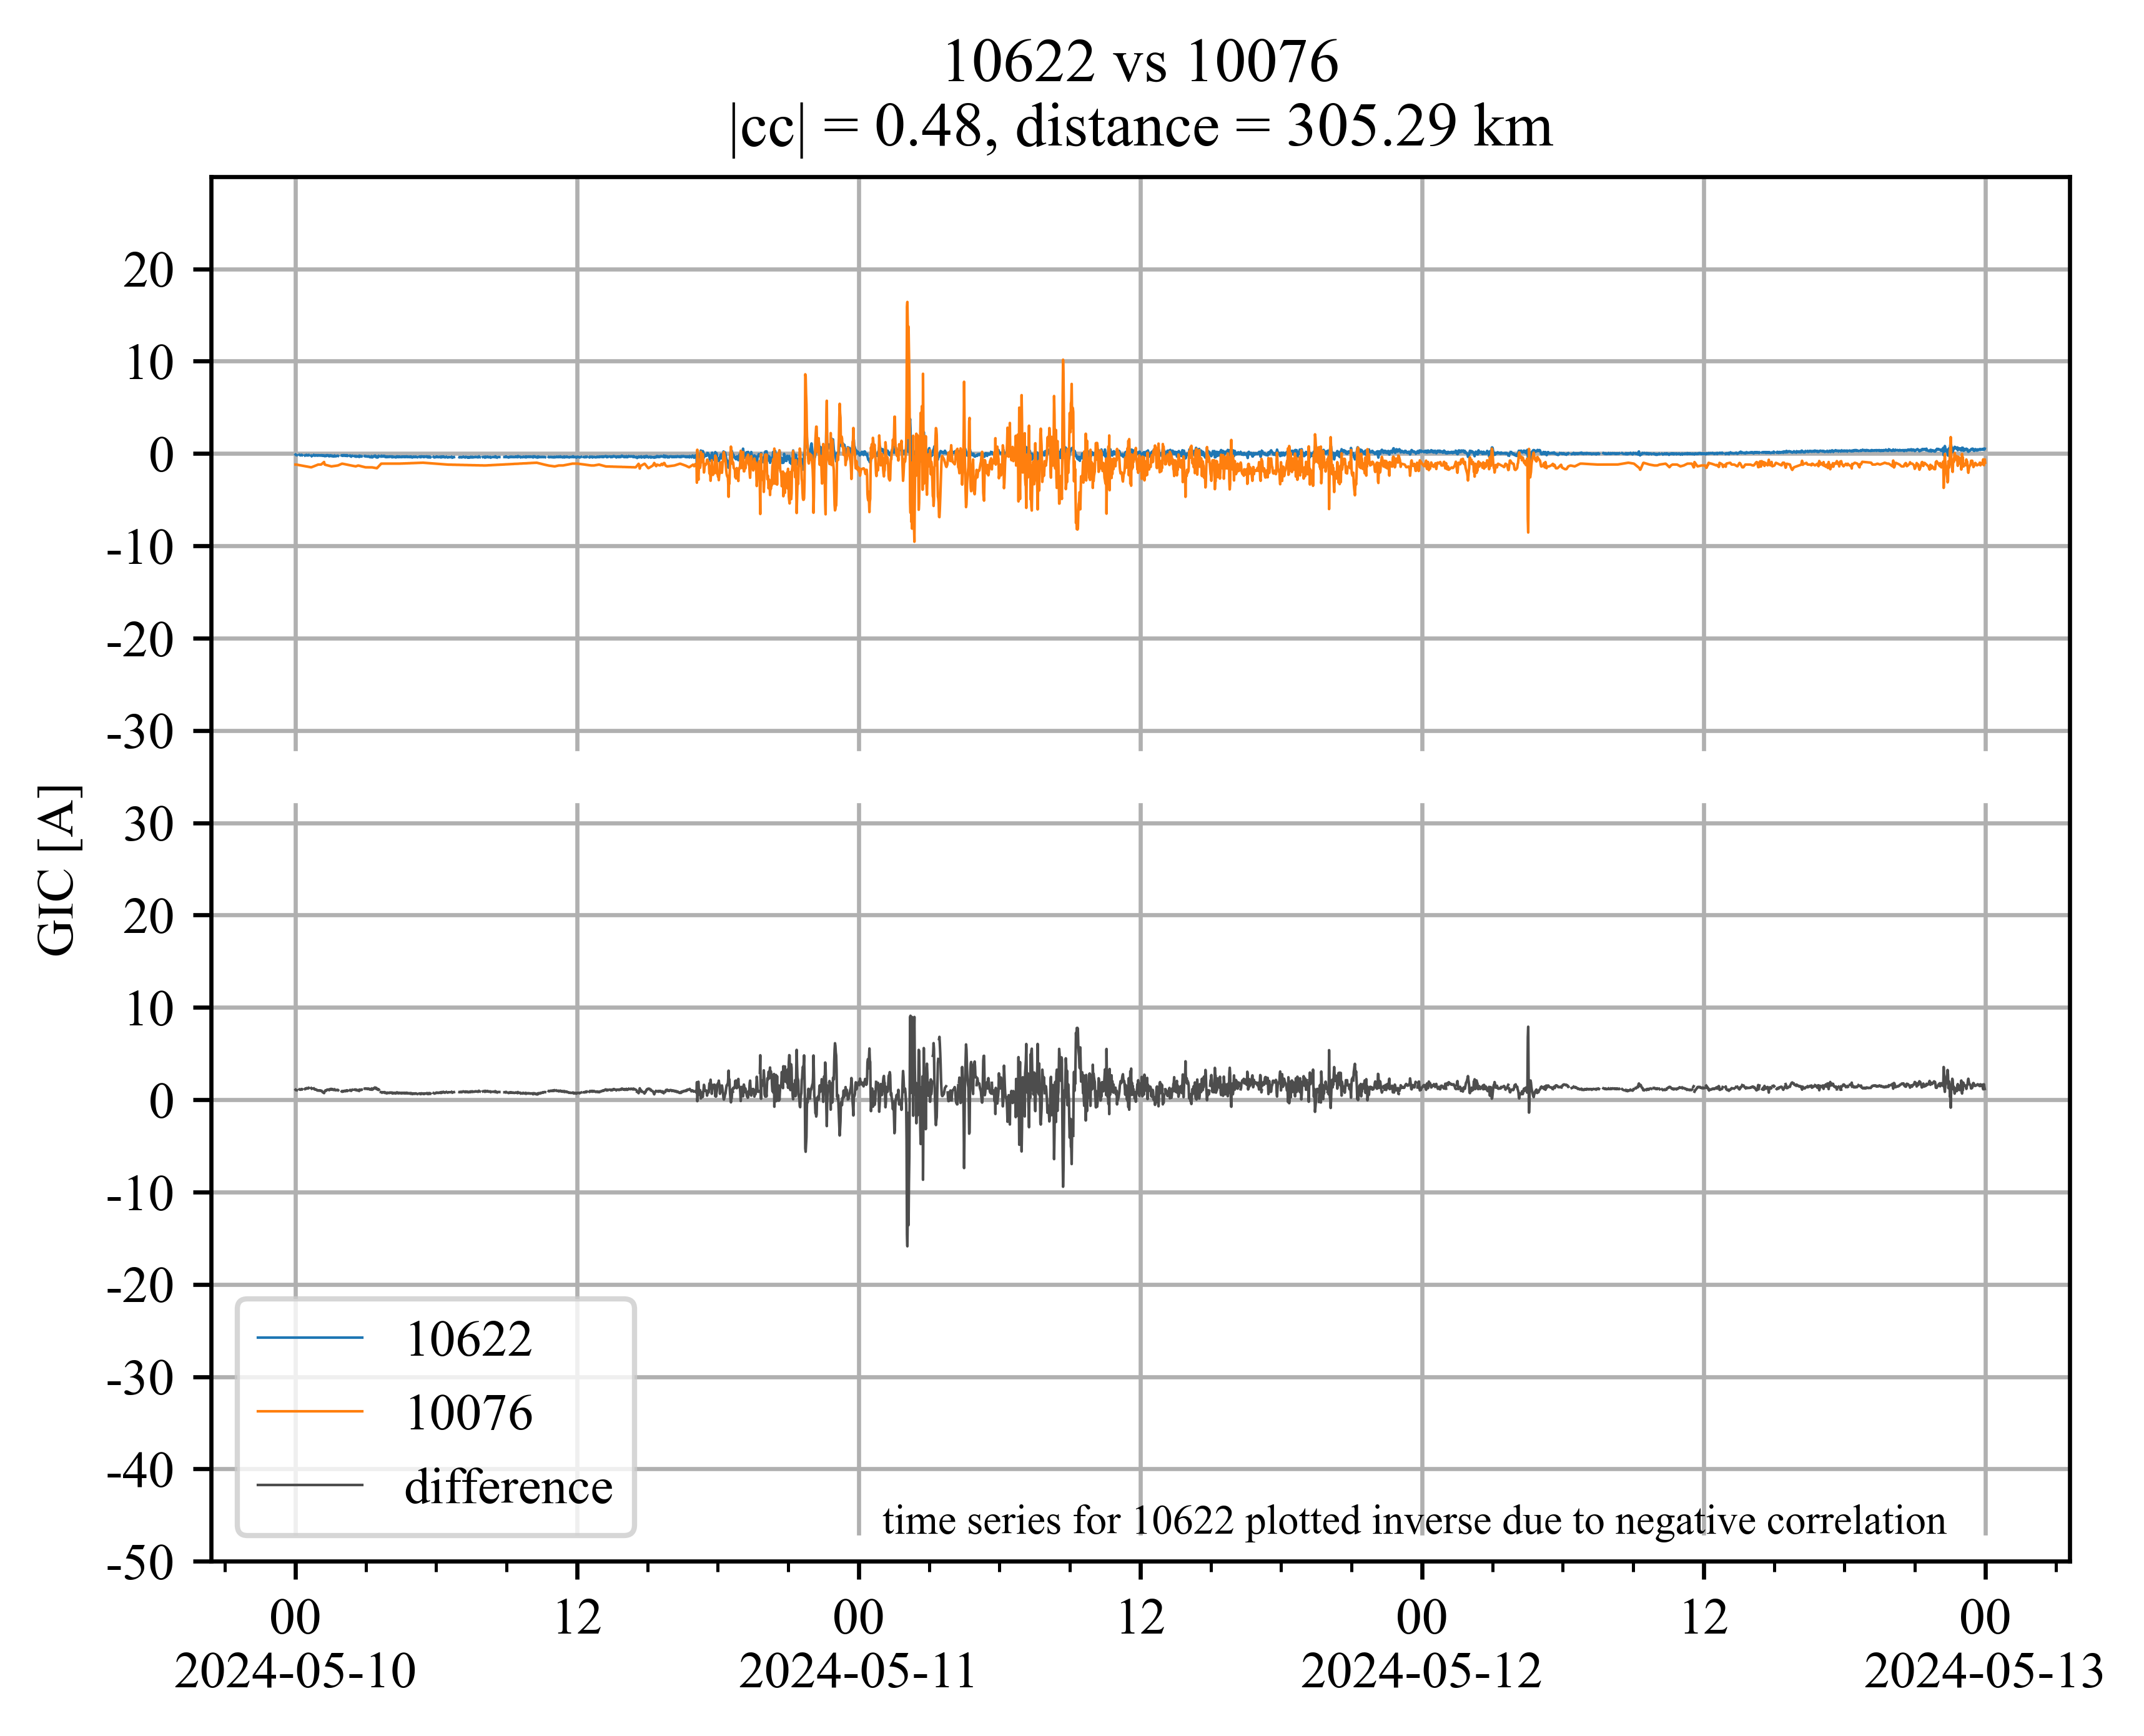 10622 vs 10076
|cc| = 0.48, distance = 305.29 km
20
10
0
-10
-20
-30
30
20
10
0
-10
-20
-30
-40
-50
GIC [A]
10622
10076
difference
time series for 10622 plotted inverse due to negative correlation
00 12 00 12 00 12 00
2024-05-10 2024-05-11 2024-05-12 2024-05-13